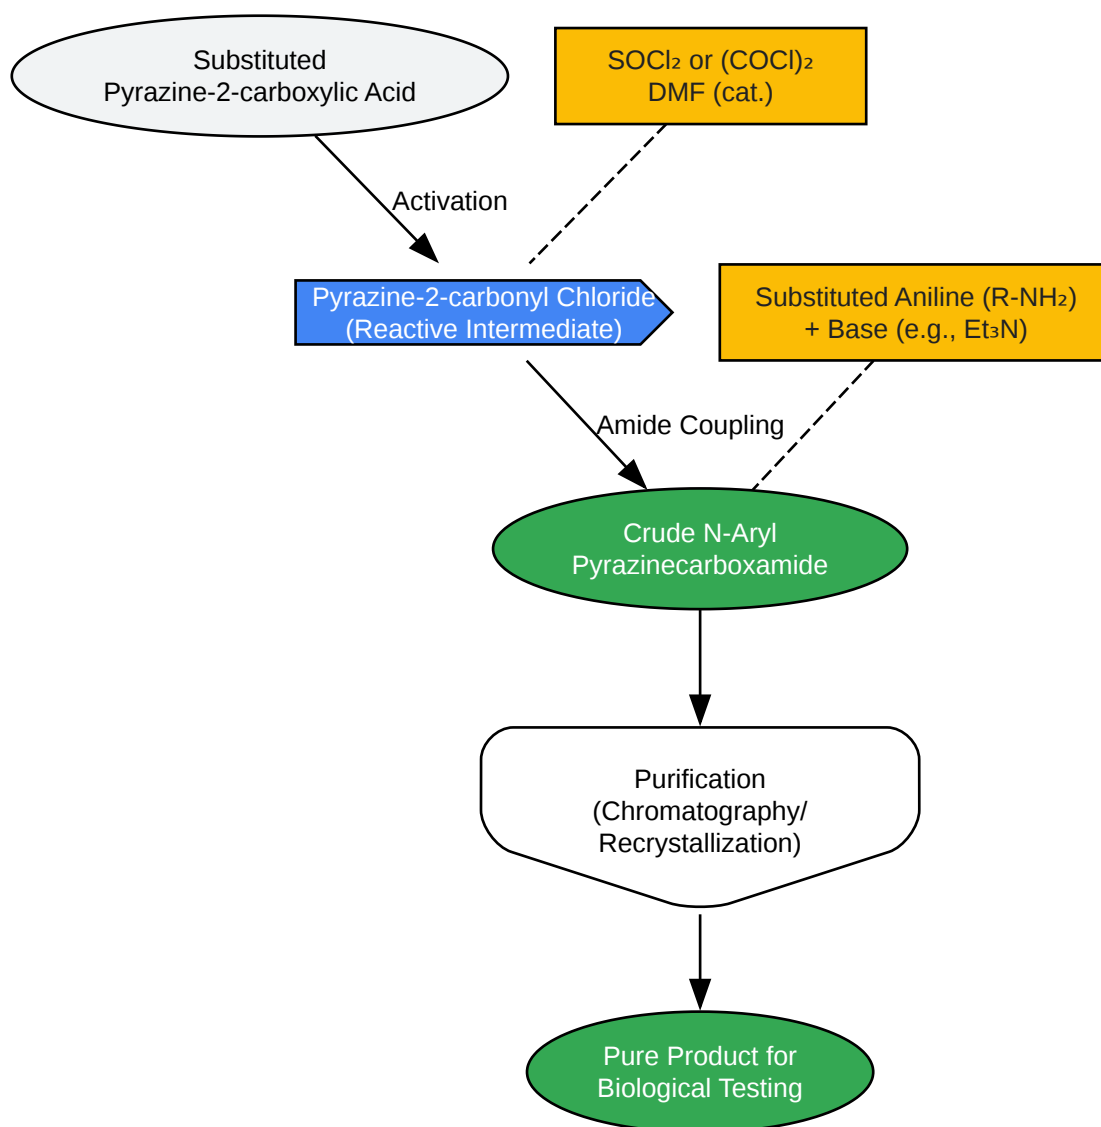 Substituted
Pyrazine-2-carboxylic Acid
SOCl₂ or (COCl)₂
DMF (cat.)
Activation
Pyrazine-2-carbonyl Chloride
(Reactive Intermediate)
Substituted Aniline (R-NH₂)
+ Base (e.g., Et₃N)
Amide Coupling
Crude N-Aryl
Pyrazinecarboxamide
Purification
(Chromatography/
Recrystallization)
Pure Product for
Biological Testing